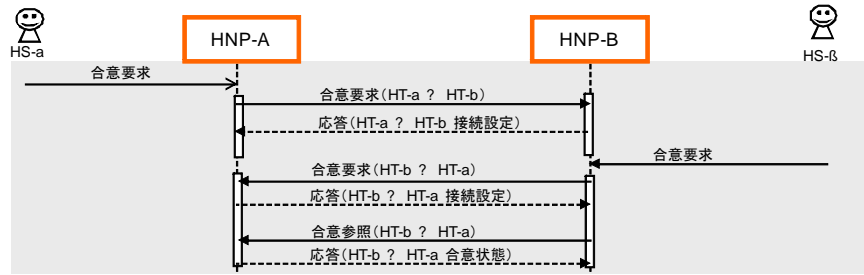 HNP-A
HNP-B
HS-a
HS-ß
合意要求
合意要求(HT-a ? HT-b)
応答(HT-a ? HT-b 接続設定)
合意要求
合意要求(HT-b ? HT-a)
応答(HT-b ? HT-a 接続設定)
合意参照(HT-b ? HT-a)
応答(HT-b ? HT-a 合意状態)